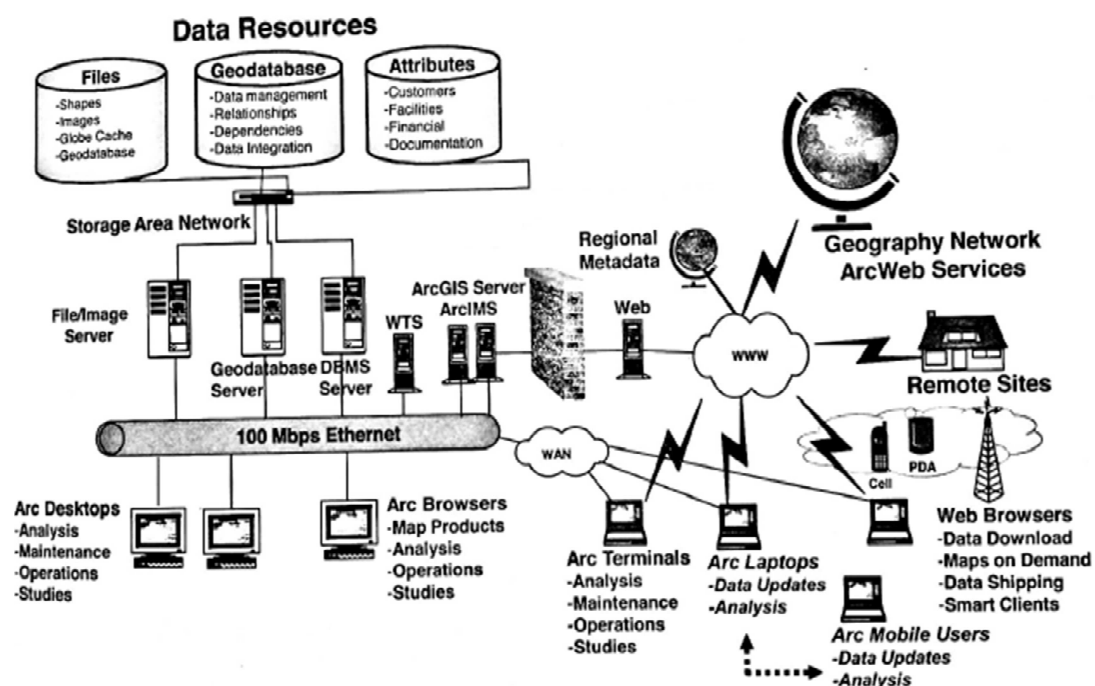 Data Resources
Files
-Shapes
-Images
-Globe Cache
-Geodatabase
Geodatabase
-Data management
-Relationships
-Dependencies
-Data Integration
Attributes
-Customers
-Facilities
-Financial
-Documentation
Storage Area Network
File/Image
Server
Geodatabase
Server
DBMS
Server
WTS
ArcGIS Server
ArcIMS
Web
Regional
Metadata
WWW
Geography Network
ArcWeb Services
Remote Sites
100 Mbps Ethernet
WAN
Cell
PDA
Arc Desktops
-Analysis
-Maintenance
-Operations
-Studies
Arc Browsers
-Map Products
-Analysis
-Operations
-Studies
Arc Terminals
-Analysis
-Maintenance
-Operations
-Studies
Arc Laptops
-Data Updates
-Analysis
Web Browsers
-Data Download
-Maps on Demand
-Data Shipping
-Smart Clients
Arc Mobile Users
-Data Updates
-Analysis